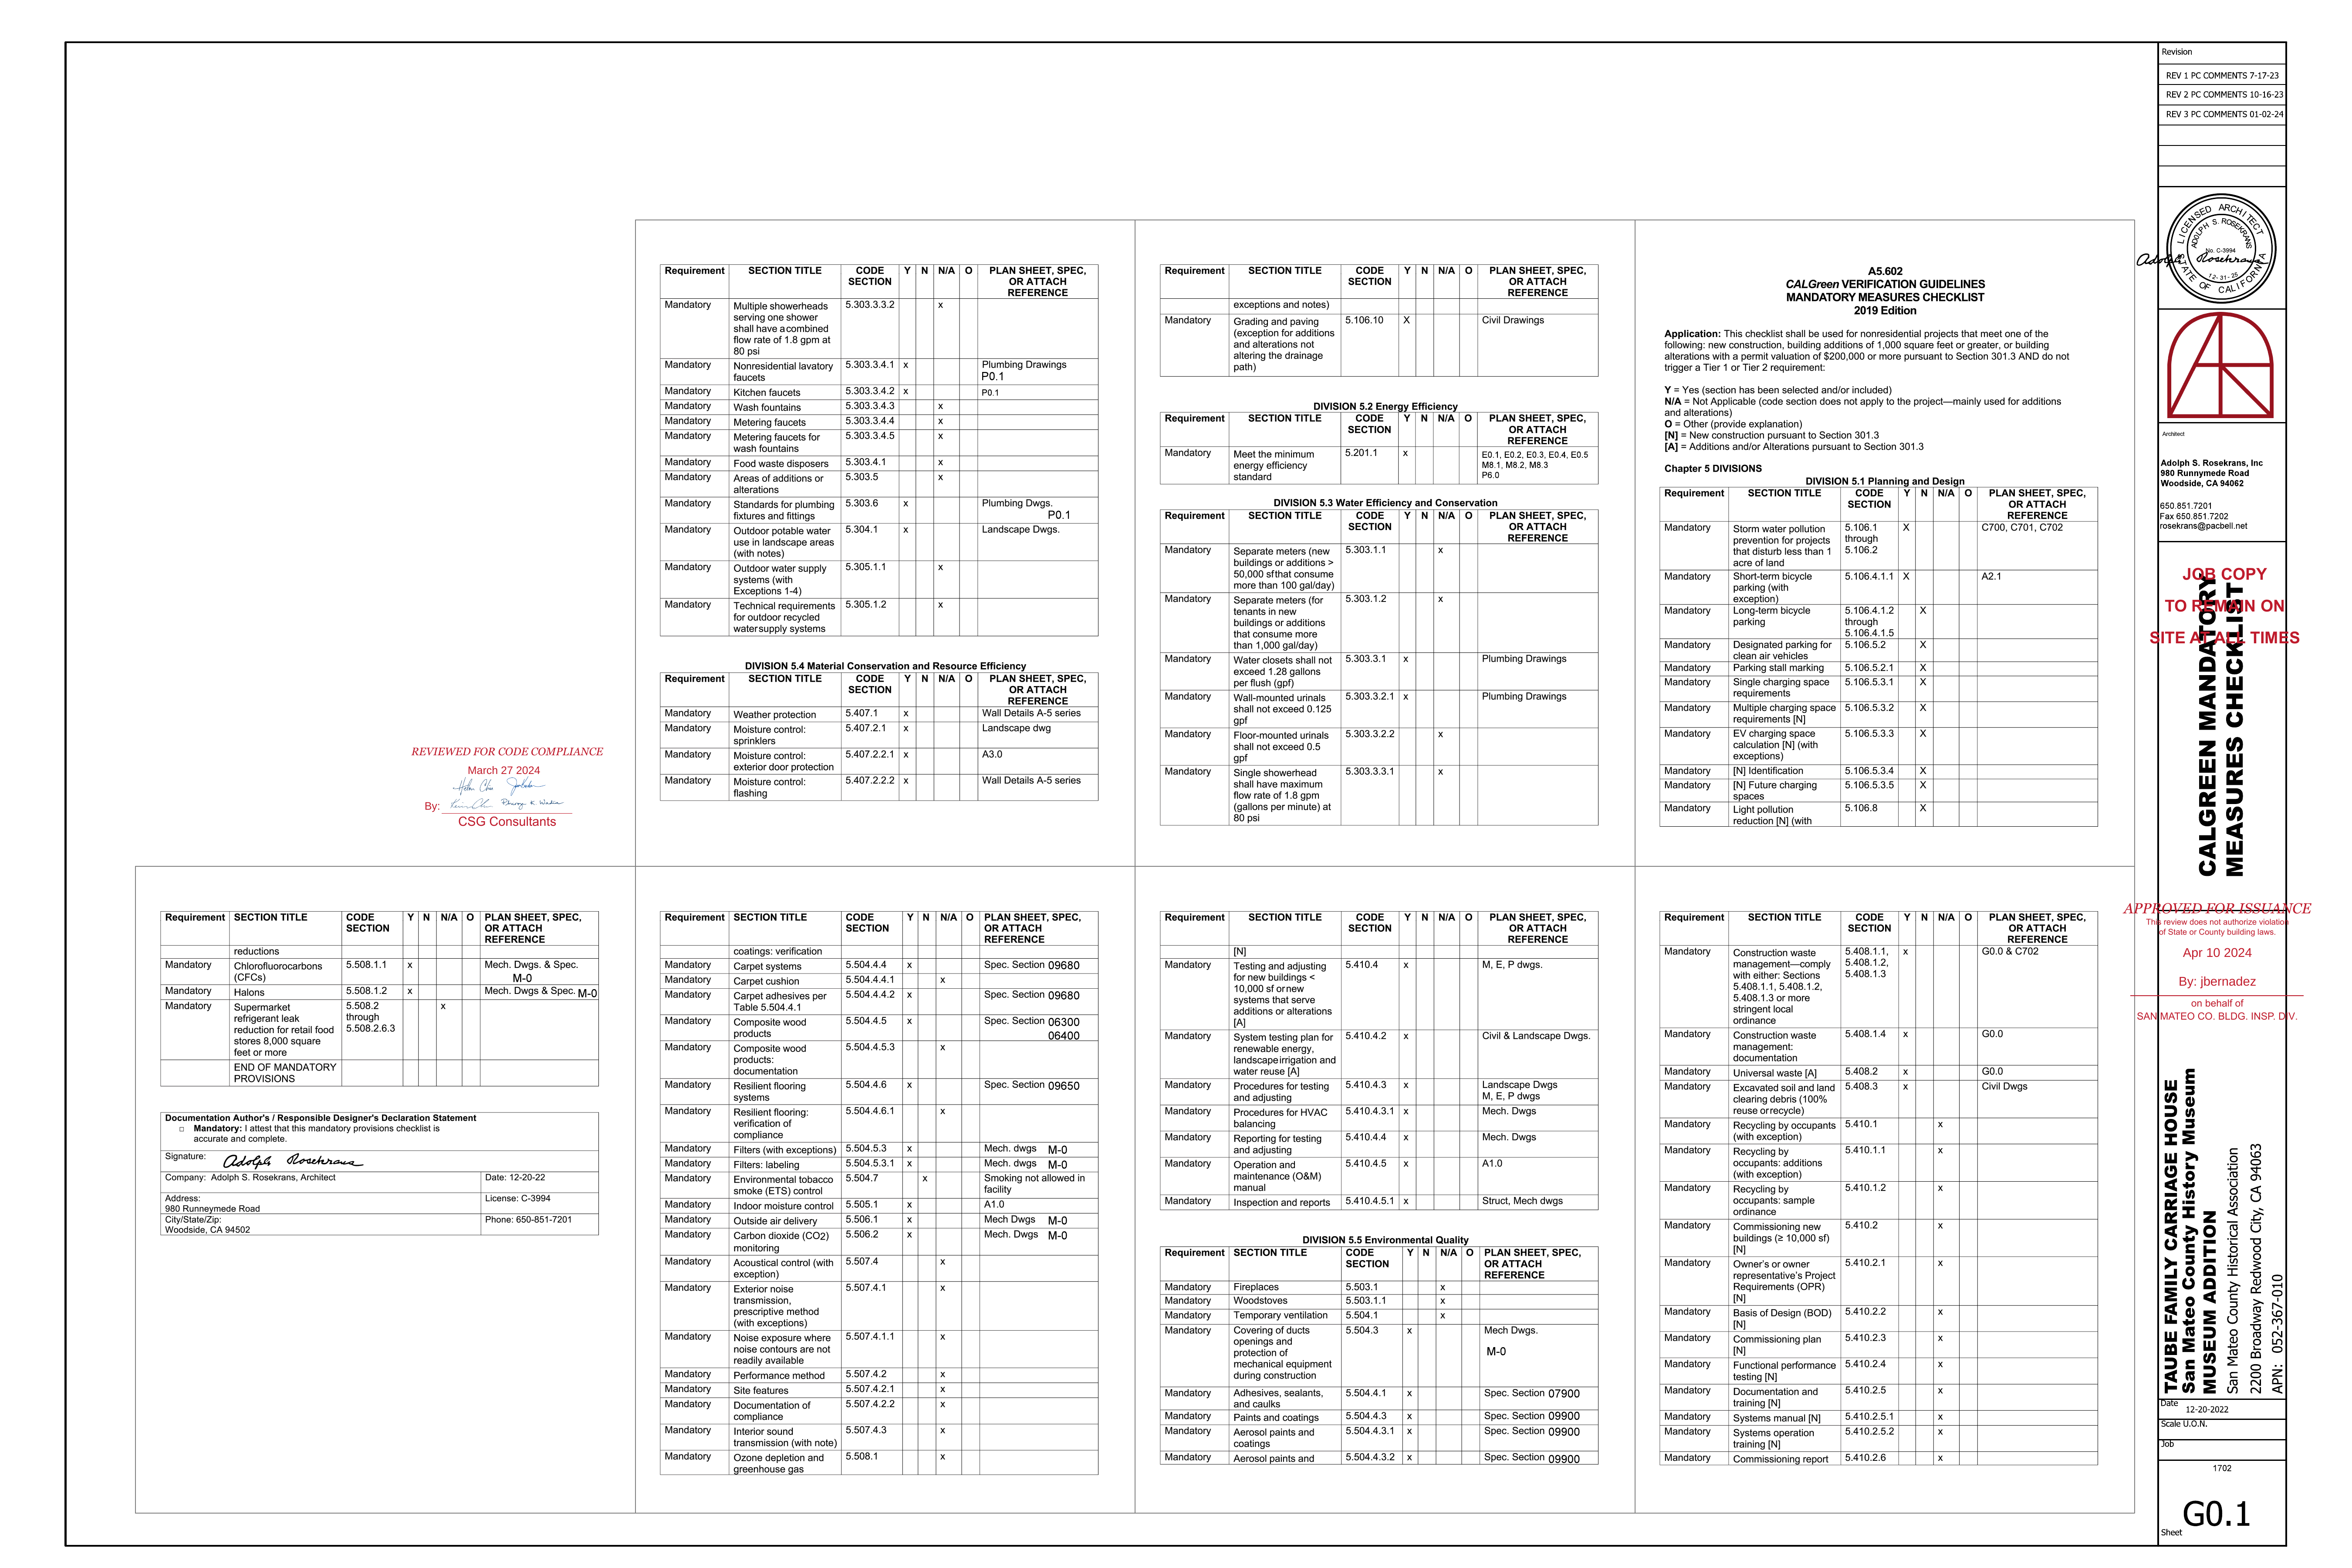 REVIEWED FOR CODE COMPLIANCE
March 27 2024
By:
CSG Consultants
Requirement SECTION TITLE CODE SECTION Y N N/A O PLAN SHEET, SPEC, OR ATTACH REFERENCE
Mandatory Multiple showerheads serving one shower shall have a combined flow rate of 1.8 gpm at 80 psi 5.303.3.3.2 x
Mandatory Nonresidential lavatory faucets 5.303.3.4.1 x Plumbing Drawings P0.1
Mandatory Kitchen faucets 5.303.3.4.2 x P0.1
Mandatory Wash fountains 5.303.3.4.3 x
Mandatory Metering faucets 5.303.3.4.4 x
Mandatory Metering faucets for wash fountains 5.303.3.4.5 x
Mandatory Food waste disposers 5.303.4.1 x
Mandatory Areas of additions or alterations 5.303.5 x
Mandatory Standards for plumbing fixtures and fittings 5.303.6 x Plumbing Dwgs. P0.1
Mandatory Outdoor potable water use in landscape areas (with notes) 5.304.1 x Landscape Dwgs.
Mandatory Outdoor water supply systems (with Exceptions 1-4) 5.305.1.1 x
Mandatory Technical requirements for outdoor recycled water supply systems 5.305.1.2 x
DIVISION 5.4 Material Conservation and Resource Efficiency
Requirement SECTION TITLE CODE SECTION Y N N/A O PLAN SHEET, SPEC, OR ATTACH REFERENCE
Mandatory Weather protection 5.407.1 x Wall Details A-5 series
Mandatory Moisture control: sprinklers 5.407.2.1 x Landscape dwg
Mandatory Moisture control: exterior door protection 5.407.2.2.1 x A3.0
Mandatory Moisture control: flashing 5.407.2.2.2 x Wall Details A-5 series
Requirement SECTION TITLE CODE SECTION Y N N/A O PLAN SHEET, SPEC, OR ATTACH REFERENCE
exceptions and notes)
Mandatory Grading and paving (exception for additions and alterations not altering the drainage path) 5.106.10 X Civil Drawings
DIVISION 5.2 Energy Efficiency
Requirement SECTION TITLE CODE SECTION Y N N/A O PLAN SHEET, SPEC, OR ATTACH REFERENCE
Mandatory Meet the minimum energy efficiency standard 5.201.1 x E0.1, E0.2, E0.3, E0.4, E0.5 M8.1, M8.2, M8.3 P6.0
DIVISION 5.3 Water Efficiency and Conservation
Requirement SECTION TITLE CODE SECTION Y N N/A O PLAN SHEET, SPEC, OR ATTACH REFERENCE
Mandatory Separate meters (new buildings or additions > 50,000 sf that consume more than 100 gal/day) 5.303.1.1 x
Mandatory Separate meters (for tenants in new buildings or additions that consume more than 1,000 gal/day) 5.303.1.2 x
Mandatory Water closets shall not exceed 1.28 gallons per flush (gpf) 5.303.3.1 x Plumbing Drawings
Mandatory Wall-mounted urinals shall not exceed 0.125 gpf 5.303.3.2.1 x Plumbing Drawings
Mandatory Floor-mounted urinals shall not exceed 0.5 gpf 5.303.3.2.2 x
Mandatory Single showerhead shall have maximum flow rate of 1.8 gpm (gallons per minute) at 80 psi 5.303.3.3.1 x
A5.602
CALGreen VERIFICATION GUIDELINES
MANDATORY MEASURES CHECKLIST
2019 Edition
Application: This checklist shall be used for nonresidential projects that meet one of the
following: new construction, building additions of 1,000 square feet or greater, or building
alterations with a permit valuation of $200,000 or more pursuant to Section 301.3 AND do not
trigger a Tier 1 or Tier 2 requirement:
Y = Yes (section has been selected and/or included)
N/A = Not Applicable (code section does not apply to the project—mainly used for additions
and alterations)
O = Other (provide explanation)
[N] = New construction pursuant to Section 301.3
[A] = Additions and/or Alterations pursuant to Section 301.3
Chapter 5 DIVISIONS
DIVISION 5.1 Planning and Design
Requirement SECTION TITLE CODE SECTION Y N N/A O PLAN SHEET, SPEC, OR ATTACH REFERENCE
Mandatory Storm water pollution prevention for projects that disturb less than 1 acre of land 5.106.1 through 5.106.2 X C700, C701, C702
Mandatory Short-term bicycle parking (with exception) 5.106.4.1.1 X A2.1
Mandatory Long-term bicycle parking 5.106.4.1.2 through 5.106.4.1.5 X
Mandatory Designated parking for clean air vehicles 5.106.5.2 X
Mandatory Parking stall marking 5.106.5.2.1 X
Mandatory Single charging space requirements 5.106.5.3.1 X
Mandatory Multiple charging space requirements [N] 5.106.5.3.2 X
Mandatory EV charging space calculation [N] (with exceptions) 5.106.5.3.3 X
Mandatory [N] Identification 5.106.5.3.4 X
Mandatory [N] Future charging spaces 5.106.5.3.5 X
Mandatory Light pollution reduction [N] (with 5.106.8 X
Requirement SECTION TITLE CODE SECTION Y N N/A O PLAN SHEET, SPEC, OR ATTACH REFERENCE
reductions
Mandatory Chlorofluorocarbons (CFCs) 5.508.1.1 x Mech. Dwgs. & Spec. M-0
Mandatory Halons 5.508.1.2 x Mech. Dwgs & Spec. M-0
Mandatory Supermarket refrigerant leak reduction for retail food stores 8,000 square feet or more 5.508.2 through 5.508.2.6.3 x
END OF MANDATORY PROVISIONS
Documentation Author's / Responsible Designer's Declaration Statement
Mandatory: I attest that this mandatory provisions checklist is
accurate and complete.
Signature: Adolph Rosekrans
Company: Adolph S. Rosekrans, Architect Date: 12-20-22
Address: License: C-3994
980 Runneymede Road
City/State/Zip: Phone: 650-851-7201
Woodside, CA 94502
Requirement SECTION TITLE CODE SECTION Y N N/A O PLAN SHEET, SPEC, OR ATTACH REFERENCE
coatings: verification
Mandatory Carpet systems 5.504.4.4 x Spec. Section 09680
Mandatory Carpet cushion 5.504.4.4.1 x
Mandatory Carpet adhesives per Table 5.504.4.1 5.504.4.4.2 x Spec. Section 09680
Mandatory Composite wood products 5.504.4.5 x Spec. Section 06300 06400
Mandatory Composite wood products: documentation 5.504.4.5.3 x
Mandatory Resilient flooring systems 5.504.4.6 x Spec. Section 09650
Mandatory Resilient flooring: verification of compliance 5.504.4.6.1 x
Mandatory Filters (with exceptions) 5.504.5.3 x Mech. dwgs M-0
Mandatory Filters: labeling 5.504.5.3.1 x Mech. dwgs M-0
Mandatory Environmental tobacco smoke (ETS) control 5.504.7 x Smoking not allowed in facility
Mandatory Indoor moisture control 5.505.1 x A1.0
Mandatory Outside air delivery 5.506.1 x Mech Dwgs M-0
Mandatory Carbon dioxide (CO2) monitoring 5.506.2 x Mech. Dwgs M-0
Mandatory Acoustical control (with exception) 5.507.4 x
Mandatory Exterior noise transmission, prescriptive method (with exceptions) 5.507.4.1 x
Mandatory Noise exposure where noise contours are not readily available 5.507.4.1.1 x
Mandatory Performance method 5.507.4.2 x
Mandatory Site features 5.507.4.2.1 x
Mandatory Documentation of compliance 5.507.4.2.2 x
Mandatory Interior sound transmission (with note) 5.507.4.3 x
Mandatory Ozone depletion and greenhouse gas 5.508.1 x
Requirement SECTION TITLE CODE SECTION Y N N/A O PLAN SHEET, SPEC, OR ATTACH REFERENCE
[N]
Mandatory Testing and adjusting for new buildings < 10,000 sf or new systems that serve additions or alterations [A] 5.410.4 x M, E, P dwgs.
Mandatory System testing plan for renewable energy, landscape irrigation and water reuse [A] 5.410.4.2 x Civil & Landscape Dwgs.
Mandatory Procedures for testing and adjusting 5.410.4.3 x Landscape Dwgs M, E, P dwgs
Mandatory Procedures for HVAC balancing 5.410.4.3.1 x Mech. Dwgs
Mandatory Reporting for testing and adjusting 5.410.4.4 x Mech. Dwgs
Mandatory Operation and maintenance (O&M) manual 5.410.4.5 x A1.0
Mandatory Inspection and reports 5.410.4.5.1 x Struct, Mech dwgs
DIVISION 5.5 Environmental Quality
Requirement SECTION TITLE CODE SECTION Y N N/A O PLAN SHEET, SPEC, OR ATTACH REFERENCE
Mandatory Fireplaces 5.503.1 x
Mandatory Woodstoves 5.503.1.1 x
Mandatory Temporary ventilation 5.504.1 x
Mandatory Covering of ducts openings and protection of mechanical equipment during construction 5.504.3 x Mech Dwgs. M-0
Mandatory Adhesives, sealants, and caulks 5.504.4.1 x Spec. Section 07900
Mandatory Paints and coatings 5.504.4.3 x Spec. Section 09900
Mandatory Aerosol paints and coatings 5.504.4.3.1 x Spec. Section 09900
Mandatory Aerosol paints and 5.504.4.3.2 x Spec. Section 09900
Requirement SECTION TITLE CODE SECTION Y N N/A O PLAN SHEET, SPEC, OR ATTACH REFERENCE
Mandatory Construction waste management—comply with either: Sections 5.408.1.1, 5.408.1.2, 5.408.1.3 or more stringent local ordinance 5.408.1.1, 5.408.1.2, 5.408.1.3 x G0.0 & C702
Mandatory Construction waste management: documentation 5.408.1.4 x G0.0
Mandatory Universal waste [A] 5.408.2 x G0.0
Mandatory Excavated soil and land clearing debris (100% reuse or recycle) 5.408.3 x Civil Dwgs
Mandatory Recycling by occupants (with exception) 5.410.1 x
Mandatory Recycling by occupants: additions (with exception) 5.410.1.1 x
Mandatory Recycling by occupants: sample ordinance 5.410.1.2 x
Mandatory Commissioning new buildings (≥ 10,000 sf) [N] 5.410.2 x
Mandatory Owner's or owner representative's Project Requirements (OPR) [N] 5.410.2.1 x
Mandatory Basis of Design (BOD) [N] 5.410.2.2 x
Mandatory Commissioning plan [N] 5.410.2.3 x
Mandatory Functional performance testing [N] 5.410.2.4 x
Mandatory Documentation and training [N] 5.410.2.5 x
Mandatory Systems manual [N] 5.410.2.5.1 x
Mandatory Systems operation training [N] 5.410.2.5.2 x
Mandatory Commissioning report 5.410.2.6 x
Revision
REV 1 PC COMMENTS 7-17-23
REV 2 PC COMMENTS 10-16-23
REV 3 PC COMMENTS 01-02-24
LICENSED ARCHITECT
ADOLPH S. ROSEKRANS
No. C-3994
12-31-25
STATE OF CALIFORNIA
Adolph Rosekrans
Architect
Adolph S. Rosekrans, Inc
980 Runnymede Road
Woodside, CA 94062
650.851.7201
Fax 650.851.7202
rosekrans@pacbell.net
JOB COPY
TO REMAIN ON
SITE AT ALL TIMES
CALGREEN MANDATORY
MEASURES CHECKLIST
APPROVED FOR ISSUANCE
This review does not authorize violation
of State or County building laws.
Apr 10 2024
By: jbernadez
on behalf of
SAN MATEO CO. BLDG. INSP. DIV.
TAUBE FAMILY CARRIAGE HOUSE
San Mateo County History Museum
MUSEUM ADDITION
San Mateo County Historical Association
2200 Broadway Redwood City, CA 94063
APN: 052-367-010
Date
12-20-2022
Scale U.O.N.
Job
1702
Sheet G0.1